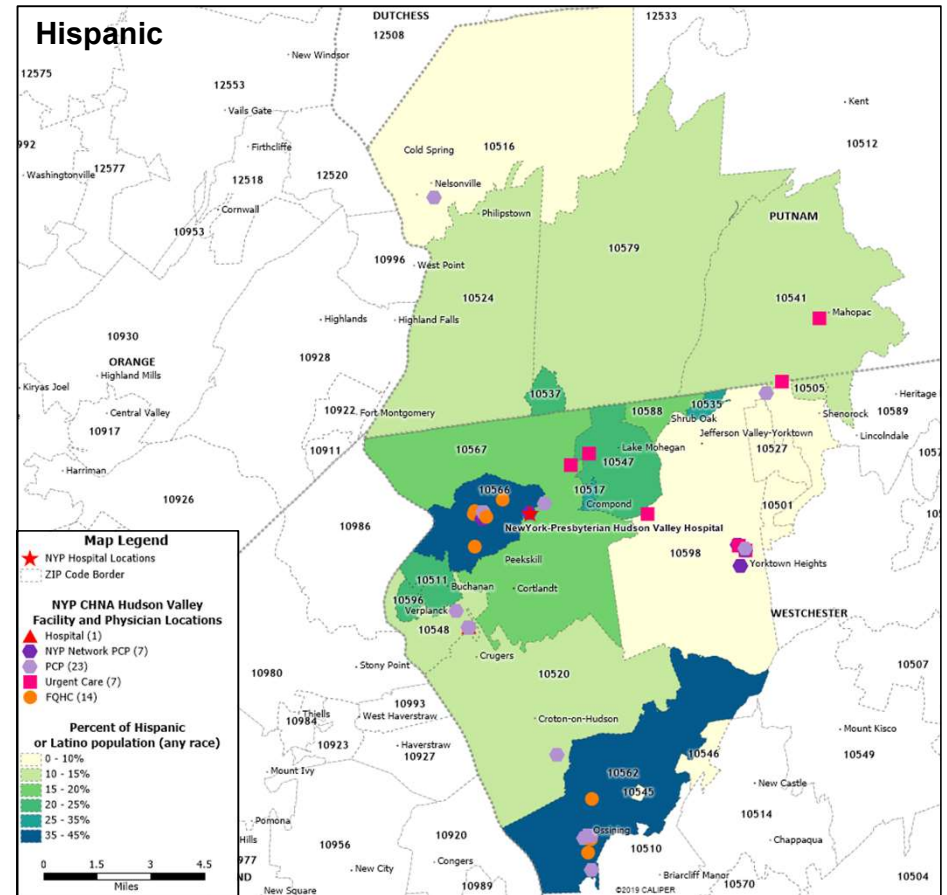 Hispanic
DUTCHESS
12508
12533
New Windsor
12575
12553
Vails Gate
Kent
10512
Firthcliffe
992
12577
Washingtonville
12518
12520
Cornwall
Cold Spring
10516
Nelsonville
Philipstown
PUTNAM
10953
10579
10996
West Point
10524
10541
Mahopac
10930
ORANGE
Highland Mills
Highlands
Highland Falls
10928
Kiryas Joel
Central Valley
10917
10922
Fort Montgomery
10537
10588
10535
Shrub Oak
10505
Shenorock
10589
Heritage
Lincolndale
Harriman
10911
10567
Lake Mohegan
10547
Jefferson Valley-Yorktown
10527
10926
10566
10517
Crompond
10501
10986
NewYork-Presbyterian Hudson Valley Hospital
10598
Peekskill
Yorktown Heights
10511
Buchanan
Cortlandt
10596
Verplanck
WESTCHESTER
10548
Crugers
Stony Point
10520
10507
10980
10993
West Haverstraw
Thiells
10984
10923
Haverstraw
10927
Croton-on-Hudson
Mount Kisco
10549
Mount Ivy
10546
10562
10545
New Castle
10514
Pomona
Hills
10956
10920
Ossining
10510
Chappaqua
977
ND
New City
Congers
Briarcliff Manor
10570
10504
New Square
10989
©2019 CALIPER
Map Legend
NYP Hospital Locations
ZIP Code Border
NYP CHNA Hudson Valley
Facility and Physician Locations
Hospital (1)
NYP Network PCP (7)
PCP (23)
Urgent Care (7)
FQHC (14)
Percent of Hispanic
or Latino population (any race)
0 - 10%
10 - 15%
15 - 20%
20 - 25%
25 - 35%
35 - 45%
0 1.5 3 4.5
Miles